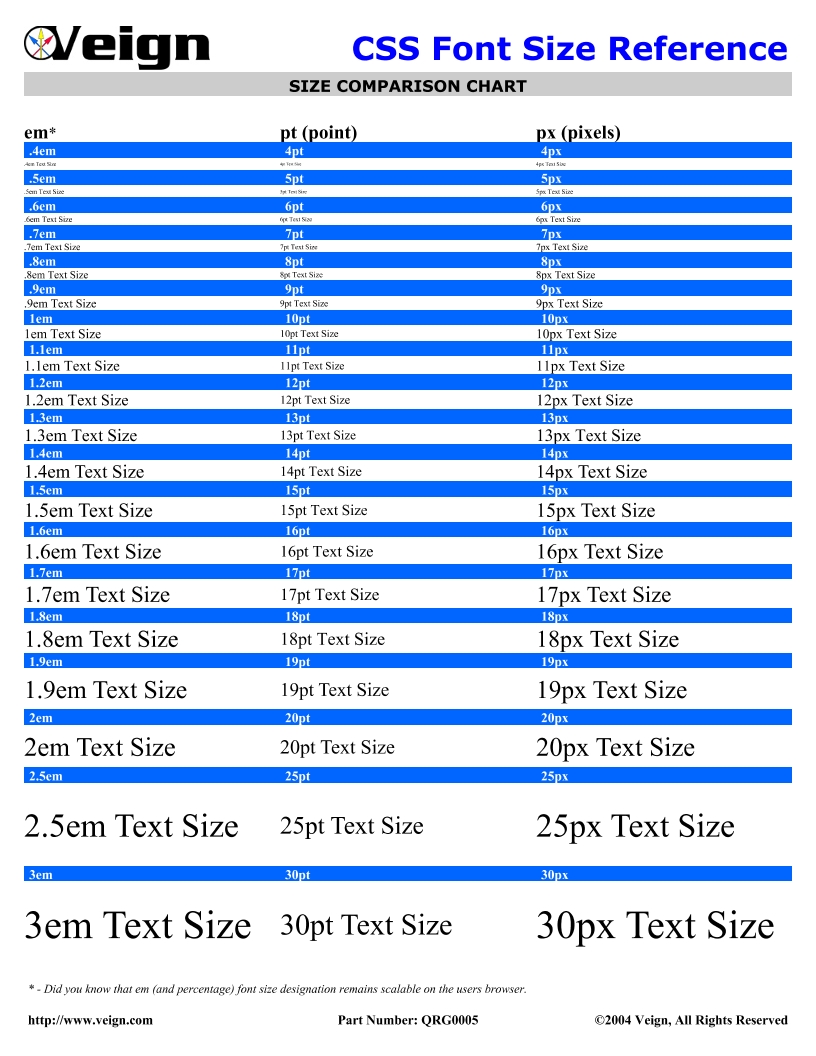 Veign
CSS Font Size Reference
SIZE COMPARISON CHART
em* pt (point) px (pixels)
.4em 4pt 4px
.4em Text Size 4pt Text Size 4px Text Size
.5em 5pt 5px
.5em Text Size 5pt Text Size 5px Text Size
.6em 6pt 6px
.6em Text Size 6pt Text Size 6px Text Size
.7em 7pt 7px
.7em Text Size 7pt Text Size 7px Text Size
.8em 8pt 8px
.8em Text Size 8pt Text Size 8px Text Size
.9em 9pt 9px
.9em Text Size 9pt Text Size 9px Text Size
1em 10pt 10px
1em Text Size 10pt Text Size 10px Text Size
1.1em 11pt 11px
1.1em Text Size 11pt Text Size 11px Text Size
1.2em 12pt 12px
1.2em Text Size 12pt Text Size 12px Text Size
1.3em 13pt 13px
1.3em Text Size 13pt Text Size 13px Text Size
1.4em 14pt 14px
1.4em Text Size 14pt Text Size 14px Text Size
1.5em 15pt 15px
1.5em Text Size 15pt Text Size 15px Text Size
1.6em 16pt 16px
1.6em Text Size 16pt Text Size 16px Text Size
1.7em 17pt 17px
1.7em Text Size 17pt Text Size 17px Text Size
1.8em 18pt 18px
1.8em Text Size 18pt Text Size 18px Text Size
1.9em 19pt 19px
1.9em Text Size 19pt Text Size 19px Text Size
2em 20pt 20px
2em Text Size 20pt Text Size 20px Text Size
2.5em 25pt 25px
2.5em Text Size 25pt Text Size 25px Text Size
3em 30pt 30px
3em Text Size 30pt Text Size 30px Text Size
* - Did you know that em (and percentage) font size designation remains scalable on the users browser.
http://www.veign.com Part Number: QRG0005 ©2004 Veign, All Rights Reserved